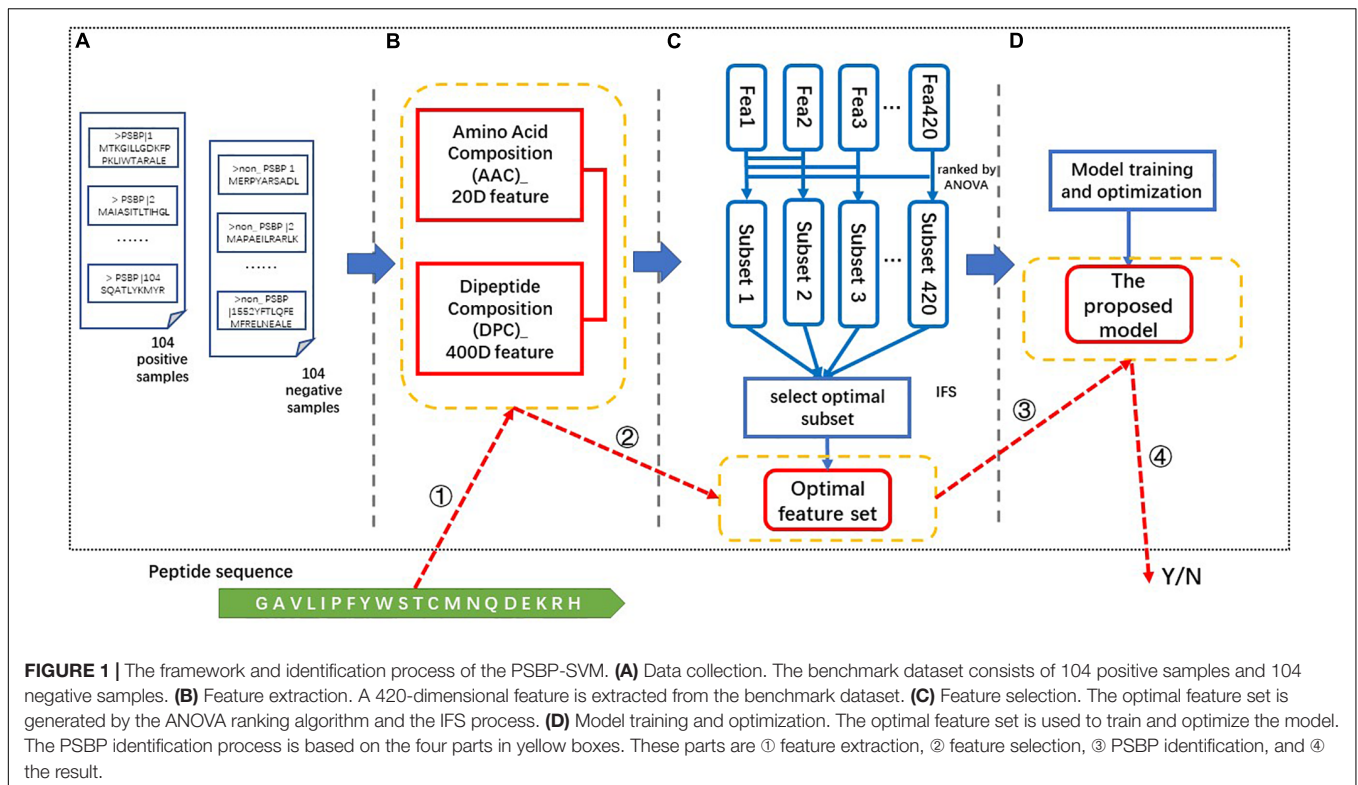 A
B
C
D
>PSBP|1
MTKGILLGDKFP
PKLIWTARALE
> PSBP|2
MAIASITLTIHGL
......
> PSBP|104
SQATLYKMYR
104
positive
samples
>non_ PSBP 1
MERPYARSADL
>non_ PSBP |2
MAPAEILRARLK
......
>non_ PSBP
|1552YFTLQFE
MFRELNEALE
104
negative
samples
Amino Acid
Composition
(AAC)_
20D feature
Dipeptide
Composition
(DPC)_
400D feature
Fea1
Fea2
Fea3
...
Fea420
ranked by
ANOVA
Subset 1
Subset 2
Subset 3
...
Subset 420
select optimal
subset
IFS
Optimal
feature set
Model training
and optimization
The
proposed
model
①
②
③
④
Y/N
Peptide sequence
G A V L I P F Y W S T C M N Q D E K R H
FIGURE 1 | The framework and identification process of the PSBP-SVM. (A) Data collection. The benchmark dataset consists of 104 positive samples and 104
negative samples. (B) Feature extraction. A 420-dimensional feature is extracted from the benchmark dataset. (C) Feature selection. The optimal feature set is
generated by the ANOVA ranking algorithm and the IFS process. (D) Model training and optimization. The optimal feature set is used to train and optimize the model.
The PSBP identification process is based on the four parts in yellow boxes. These parts are ① feature extraction, ② feature selection, ③ PSBP identification, and ④
the result.